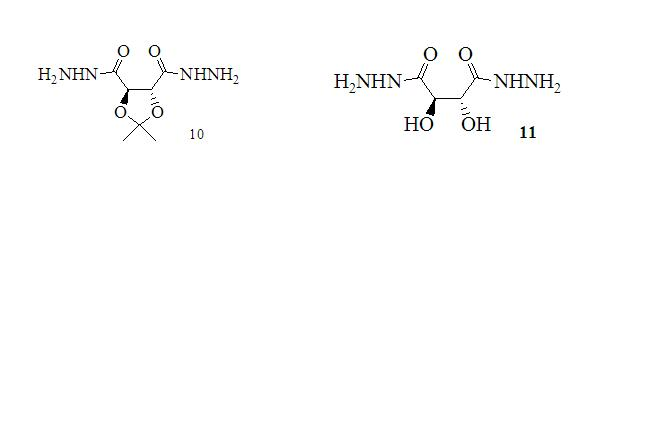 O O
H₂NHN NHNH₂
O O
10
O O
H₂NHN NHNH₂
HO OH
11